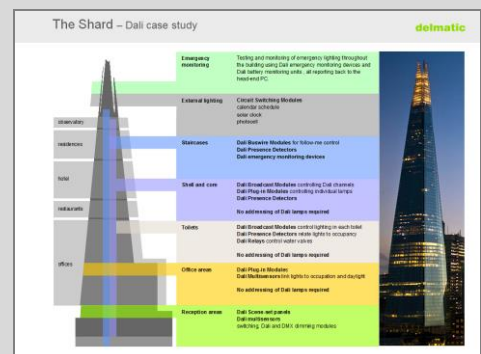 The Shard – Dali case study
delmatic
Emergency monitoring
Testing and monitoring of emergency lighting throughout
the building using Dali emergency monitoring devices and
Dali battery monitoring units, all reporting back to the
head-end PC.
External lighting
Circuit Switching Modules
calendar schedule
solar clock
photocell
Staircases
Dali Buswire Modules for follow-me control
Dali Presence Detectors
Dali emergency monitoring devices
Shell and core
Dali Broadcast Modules controlling Dali channels
Dali Plug-in Modules controlling individual lamps
Dali Presence Detectors
No addressing of Dali lamps required
Toilets
Dali Broadcast Modules control lighting in each toilet
Dali Presence Detectors relate lights to occupancy
Dali Relays control water valves
No addressing of Dali lamps required
Office areas
Dali Plug-in Modules
Dali Multisensors link lights to occupation and daylight
No addressing of Dali lamps required
Reception areas
Dali Scene-set panels
Dali multisensors
switching, Dali and DMX dimming modules
observatory
residences
hotel
restaurants
offices